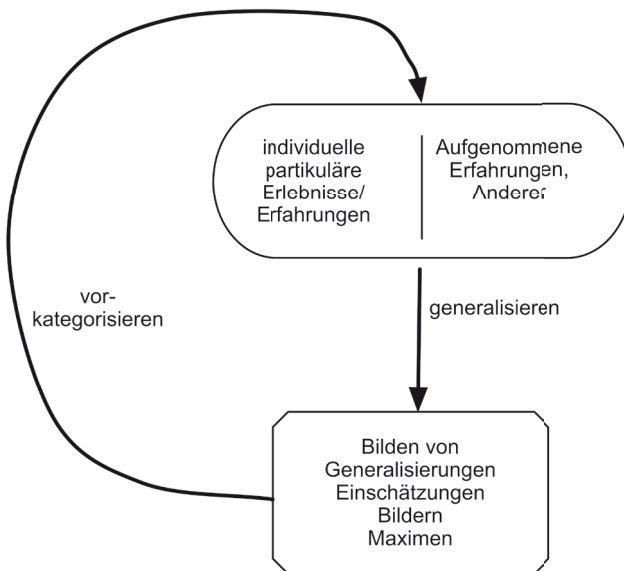 individuelle
partikuläre
Erlebnisse/
Erfahrungen
Aufgenommene
Erfahrungen,
Anderer
vor-
kategorisieren
generalisieren
Bilden von
Generalisierungen
Einschätzungen
Bildern
Maximen